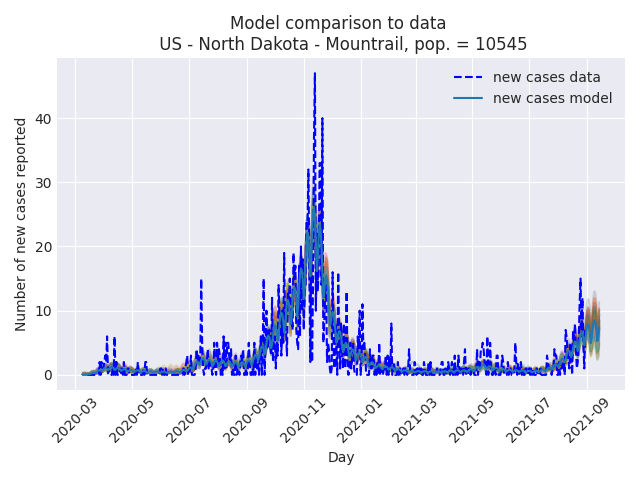 Model comparison to data
US - North Dakota - Mountrail, pop. = 10545
new cases data
new cases model
Number of new cases reported
40
30
20
10
0
2020-03
2020-05
2020-07
2020-09
2020-11
2021-01
2021-03
2021-05
2021-07
2021-09
Day